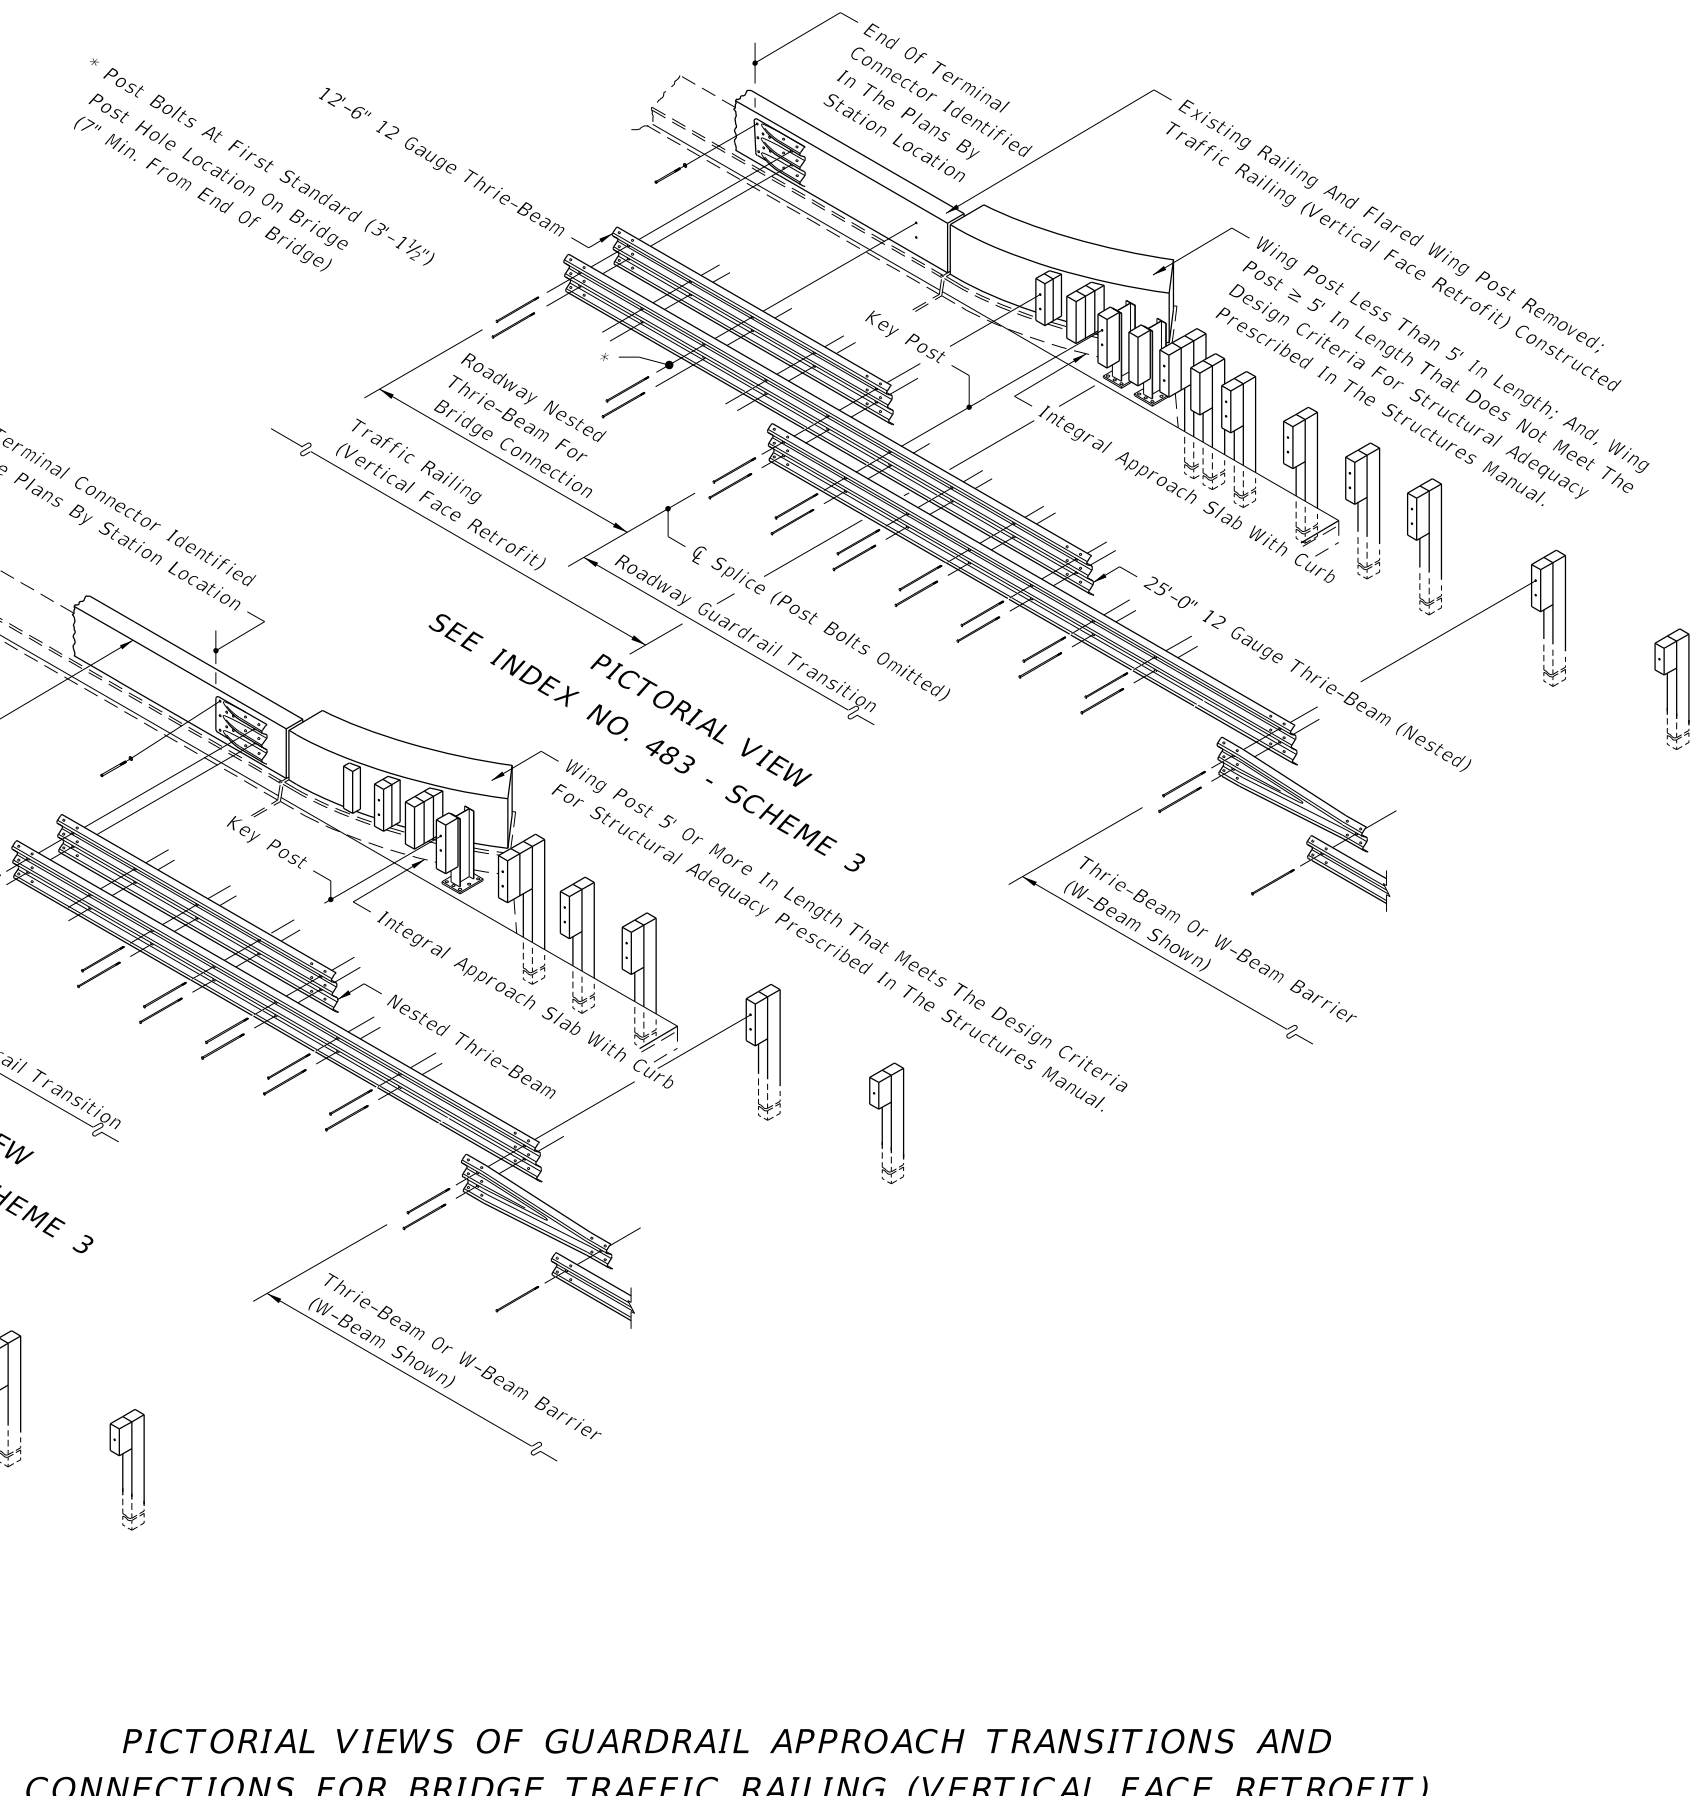 * Post Bolts At First Standard (3'-1½")
Post Hole Location On Bridge
(7" Min. From End Of Bridge)
12'-6" 12 Gauge Thrie-Beam
End Of Terminal
Connector Identified
In The Plans By
Station Location
Existing Railing And Flared Wing Post Removed;
Traffic Railing (Vertical Face Retrofit) Constructed
Wing Post Less Than 5' In Length; And, Wing
Post ≥ 5' In Length That Does Not Meet The
Design Criteria For Structural Adequacy
Prescribed In The Structures Manual.
Key Post
*
Roadway Nested
Thrie-Beam For
Bridge Connection
Traffic Railing
(Vertical Face Retrofit)
Integral Approach Slab With Curb
℄ Splice (Post Bolts Omitted)
Roadway Guardrail Transition
25'-0" 12 Gauge Thrie-Beam (Nested)
PICTORIAL VIEW
SEE INDEX NO. 483 - SCHEME 3
Thrie-Beam Or W-Beam Barrier
(W-Beam Shown)
Terminal Connector Identified
Plans By Station Location
Wing Post 5' Or More In Length That Meets The Design Criteria
For Structural Adequacy Prescribed In The Structures Manual.
Key Post
Integral Approach Slab With Curb
Nested Thrie-Beam
ail Transition
EW
HEME 3
Thrie-Beam Or W-Beam Barrier
(W-Beam Shown)
PICTORIAL VIEWS OF GUARDRAIL APPROACH TRANSITIONS AND
CONNECTIONS FOR BRIDGE TRAFFIC RAILING (VERTICAL FACE RETROFIT)